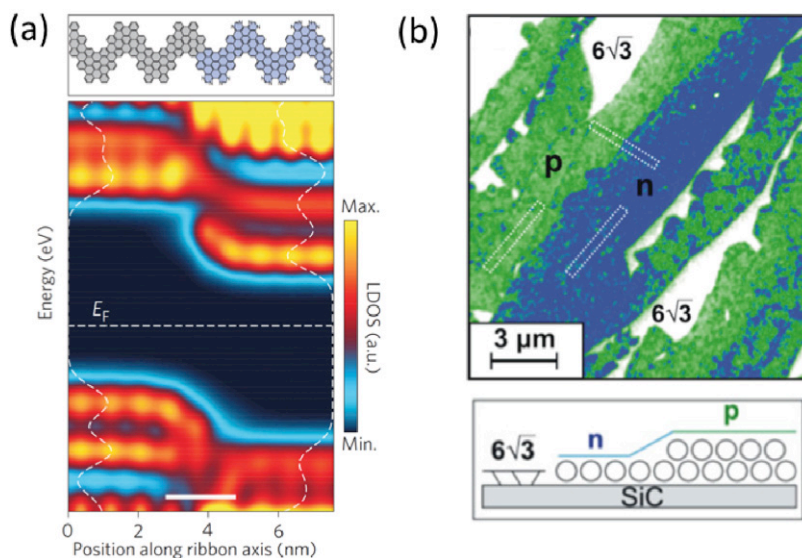 (a)
Energy (eV)
E_F
LDOS (a.u.)
Max.
Min.
0 2 4 6
Position along ribbon axis (nm)
(b)
6√3
p
n
6√3
3 μm
p
n
6√3
SiC